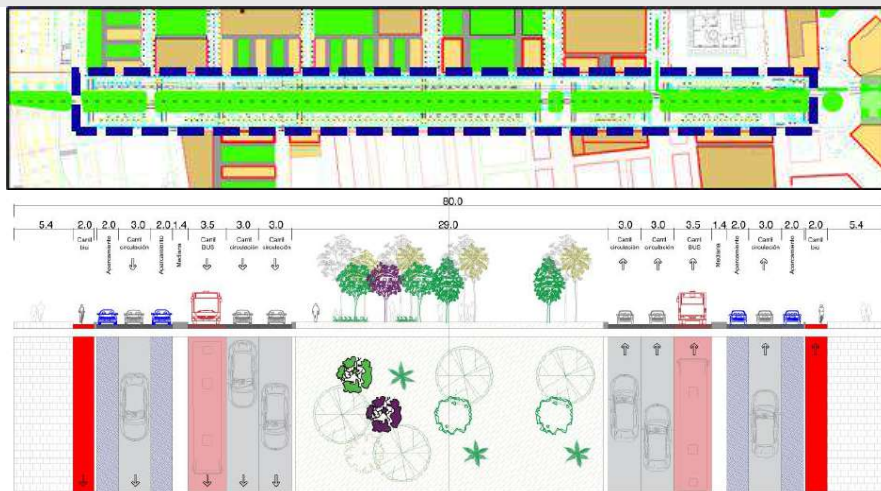 80.0
5.4 2.0 2.0 3.0 2.0 1.4 3.5 3.0 3.0 29.0 3.0 3.0 3.5 1.4 2.0 3.0 2.0 2.0 5.4
Carril bici
Aparcamiento
Carril circulación
Aparcamiento
Mediana
Carril BUS
Carril circulación
Carril circulación
Carril circulación
Carril circulación
Carril BUS
Mediana
Aparcamiento
Carril circulación
Aparcamiento
Carril bici